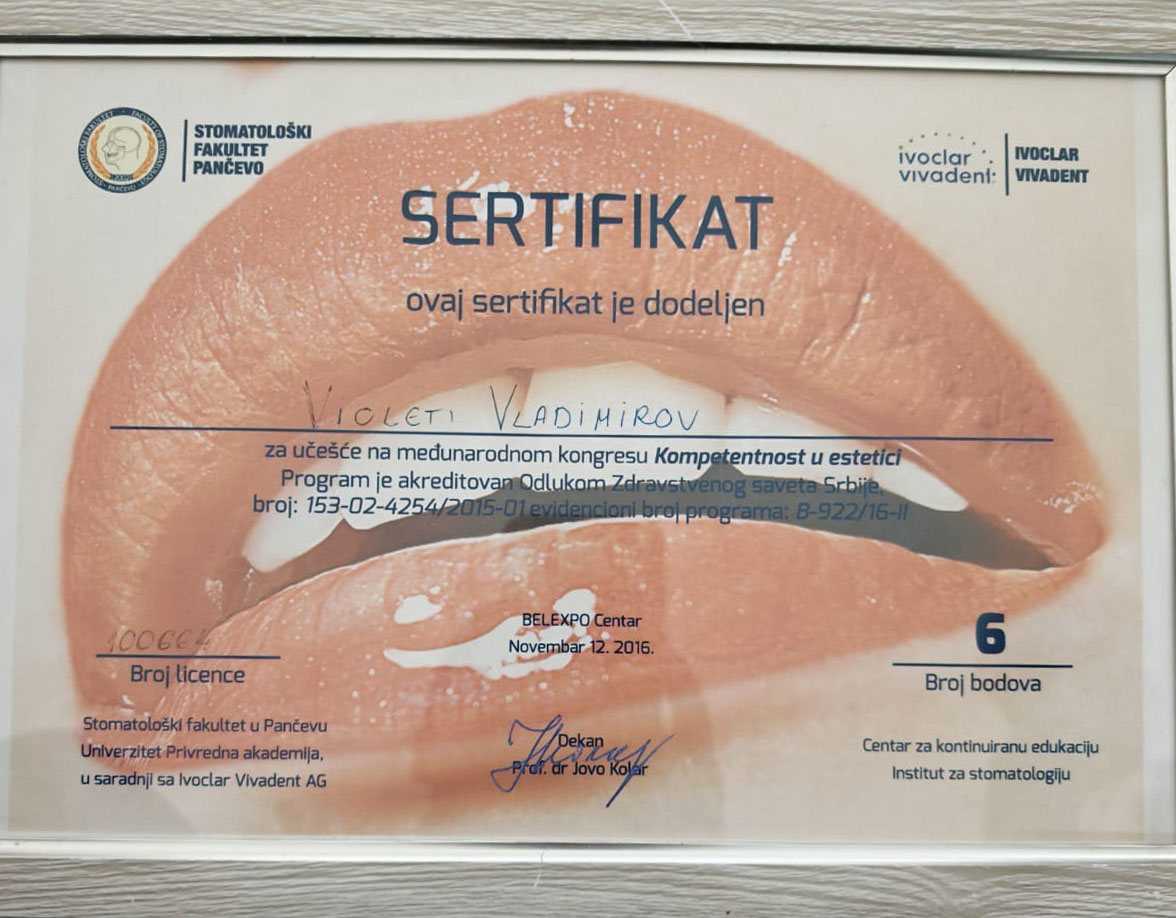 STOMATOLOŠKI
FAKULTET
PANČEVO
ivoclar
vivadent:
IVOCLAR
VIVADENT
SERTIFIKAT
ovaj sertifikat je dodeljen
VIOLETI VLADIMIROV
za učešće na međunarodnom kongresu Kompetentnost u estetici
Program je akreditovan Odlukom Zdravstvenog saveta Srbije,
broj: 153-02-4254/2015-01 evidencioni broj programa: B-922/16-II
BELEXPO Centar
Novembar 12. 2016.
6
Broj licence
Broj bodova
Stomatološki fakultet u Pančevu
Univerzitet Privredna akademija,
u saradnji sa Ivoclar Vivadent AG
Dekan
Prof. dr Jovo Kolar
Centar za kontinuiranu edukaciju
Institut za stomatologiju